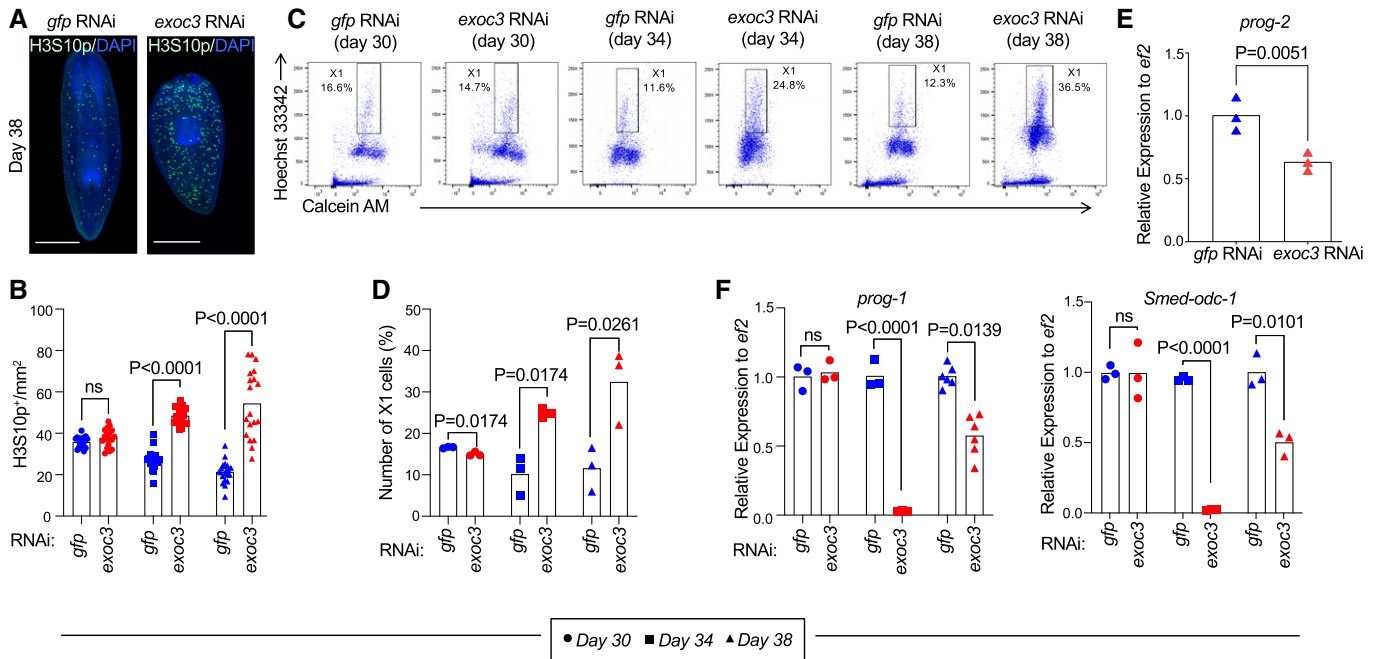 A
gfp RNAi
exoc3 RNAi
H3S10p/DAPI
H3S10p/DAPI
Day 38
C
gfp RNAi
(day 30)
exoc3 RNAi
(day 30)
gfp RNAi
(day 34)
exoc3 RNAi
(day 34)
gfp RNAi
(day 38)
exoc3 RNAi
(day 38)
Hoechst 33342
X1
16.6%
X1
14.7%
X1
11.6%
X1
24.8%
X1
12.3%
X1
36.5%
Calcein AM
E
prog-2
P=0.0051
Relative Expression to ef2
1.5
1.0
0.5
0.0
gfp RNAi
exoc3 RNAi
B
H3S10p+/mm²
100
80
60
40
20
0
ns
P<0.0001
P<0.0001
RNAi:
gfp
exoc3
gfp
exoc3
gfp
exoc3
D
Number of X1 cells (%)
50
40
30
20
10
0
P=0.0174
P=0.0174
P=0.0261
RNAi:
gfp
exoc3
gfp
exoc3
gfp
exoc3
F
prog-1
Relative Expression to ef2
1.5
1.0
0.5
0.0
ns
P<0.0001
P=0.0139
RNAi:
gfp
exoc3
gfp
exoc3
gfp
exoc3
Smed-odc-1
Relative Expression to ef2
1.5
1.0
0.5
0.0
ns
P<0.0001
P=0.0101
RNAi:
gfp
exoc3
gfp
exoc3
gfp
exoc3
Day 30 Day 34 Day 38